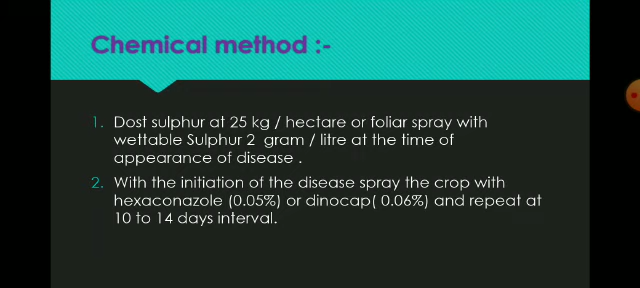 Chemical method :-
1. Dost sulphur at 25 kg / hectare or foliar spray with
wettable Sulphur 2 gram / litre at the time of
appearance of disease .
2. With the initiation of the disease spray the crop with
hexaconazole (0.05%) or dinocap( 0.06%) and repeat at
10 to 14 days interval.